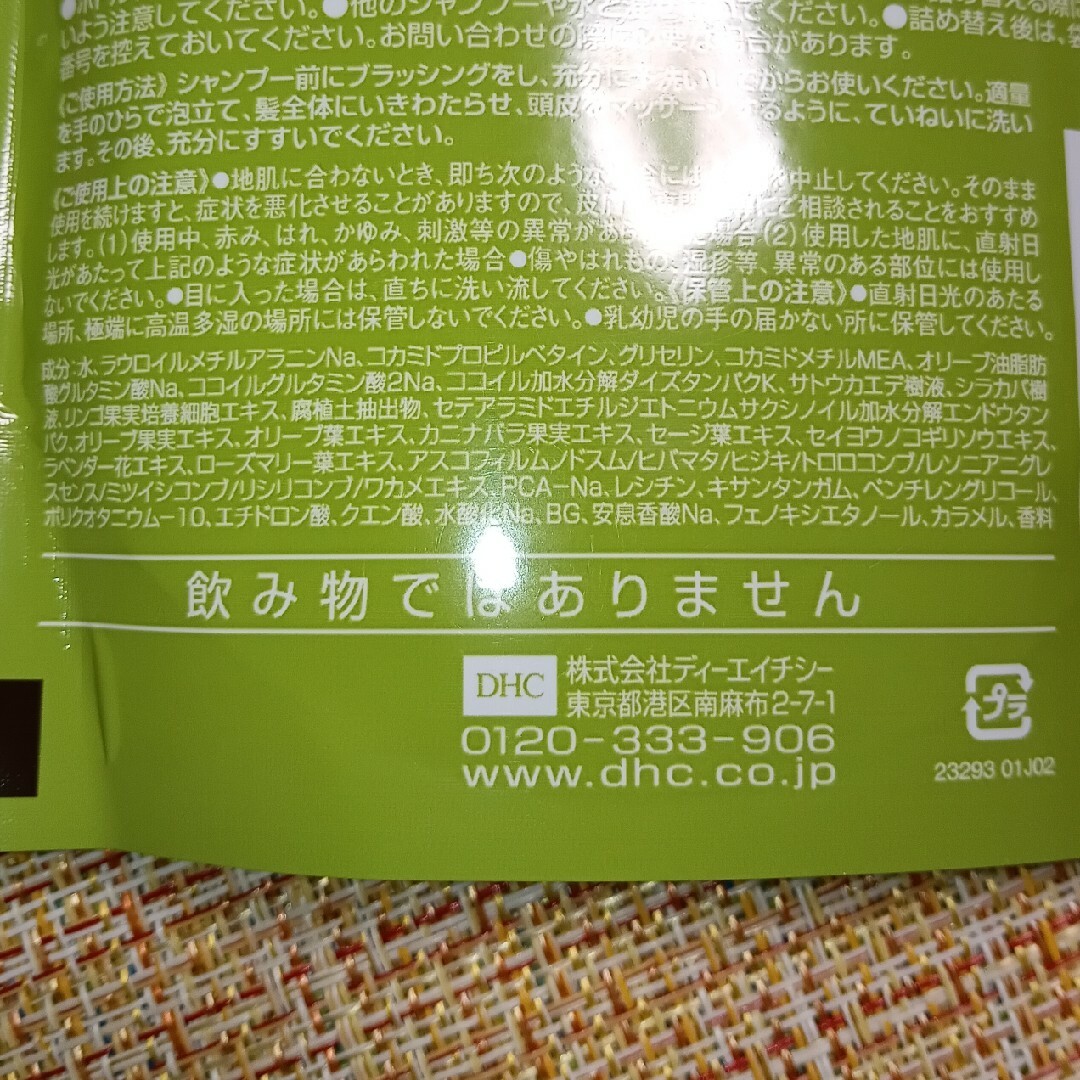 いよう注意してください。●他のシャンプーや水と
ください。●詰め替え後は、袋
番号を控えておいてください。お問い合わせの際に必要な場合があります。
《ご使用方法》シャンプー前にブラッシングをし、充分に からお使いください。適量
を手のひらで泡立て、髪全体にいきわたらせ、頭皮をマッサージするように、ていねいに洗い
ます。その後、充分にすすいでください。
《ご使用上の注意》●地肌に合わないとき、即ち次のような には 中止してください。そのまま
使用を続けますと、症状を悪化させることがありますので、皮 ご相談されることをおすすめ
します。(1)使用中、赤み、はれ、かゆみ、刺激等の異常が 場合(2)使用した地肌に、直射日
光があたって上記のような症状があらわれた場合●傷やはれもの、湿疹等、異常のある部位には使用し
ないでください。●目に入った場合は、直ちに洗い流してください。《保管上の注意》●直射日光のあたる
場所、極端に高温多湿の場所には保管しないでください。●乳幼児の手の届かない所に保管してください。
成分:水、ラウロイルメチルアラニンNa、コカミドプロピルベタイン、グリセリン、コカミドメチルMEA、オリーブ油脂肪
酸グルタミン酸Na、ココイルグルタミン酸2Na、ココイル加水分解ダイズタンパクK、サトウカエデ樹液、シラカバ樹
液、リンゴ果実培養細胞エキス、腐植土抽出物、セテアラミドエチルジエトニウムサクシノイル加水分解エンドウタン
パク、オリーブ果実エキス、オリーブ葉エキス、カニナバラ果実エキス、セージ葉エキス、セイヨウノコギリソウエキス、
ラベンダー花エキス、ローズマリー葉エキス、アスコフィルムノドスム/ヒバマタ/ヒジキ/トロロコンブ/レソニアニグレ
スセンス/ミツイシコンブ/リシリコンブ/ワカメエキス、PCA-Na、レシチン、キサンタンガム、ペンチレングリコール、
ポリクオタニウム-10、エチドロン酸、クエン酸、水酸化Na、BG、安息香酸Na、フェノキシエタノール、カラメル、香料
飲み物ではありません
DHC 株式会社ディーエイチシー
東京都港区南麻布2-7-1
0120-333-906
www.dhc.co.jp
プラ
23293 01J02